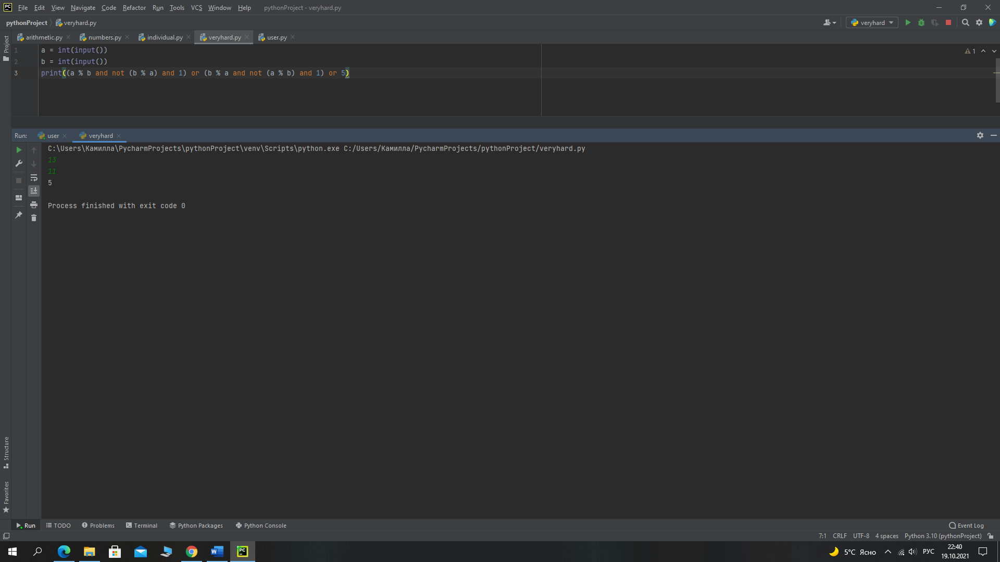 PC File Edit View Navigate Code Refactor Run Tools VCS Window Help pythonProject - veryhard.py
pythonProject veryhard.py veryhard
arithmetic.py numbers.py individual.py veryhard.py user.py
Project
1 a = int(input())
2 b = int(input())
3 print((a % b and not (b % a) and 1) or (b % a and not (a % b) and 1) or 5)
1
Run: user veryhard
C:\Users\Камилла\PycharmProjects\pythonProject\venv\Scripts\python.exe C:/Users/Камилла/PycharmProjects/pythonProject/veryhard.py
13
11
5
Process finished with exit code 0
Structure
Favorites
Run TODO Problems Terminal Python Packages Python Console Event Log
7:1 CRLF UTF-8 4 spaces Python 3.10 (pythonProject)
W PC 5°C Ясно РУС 22:40
19.10.2021